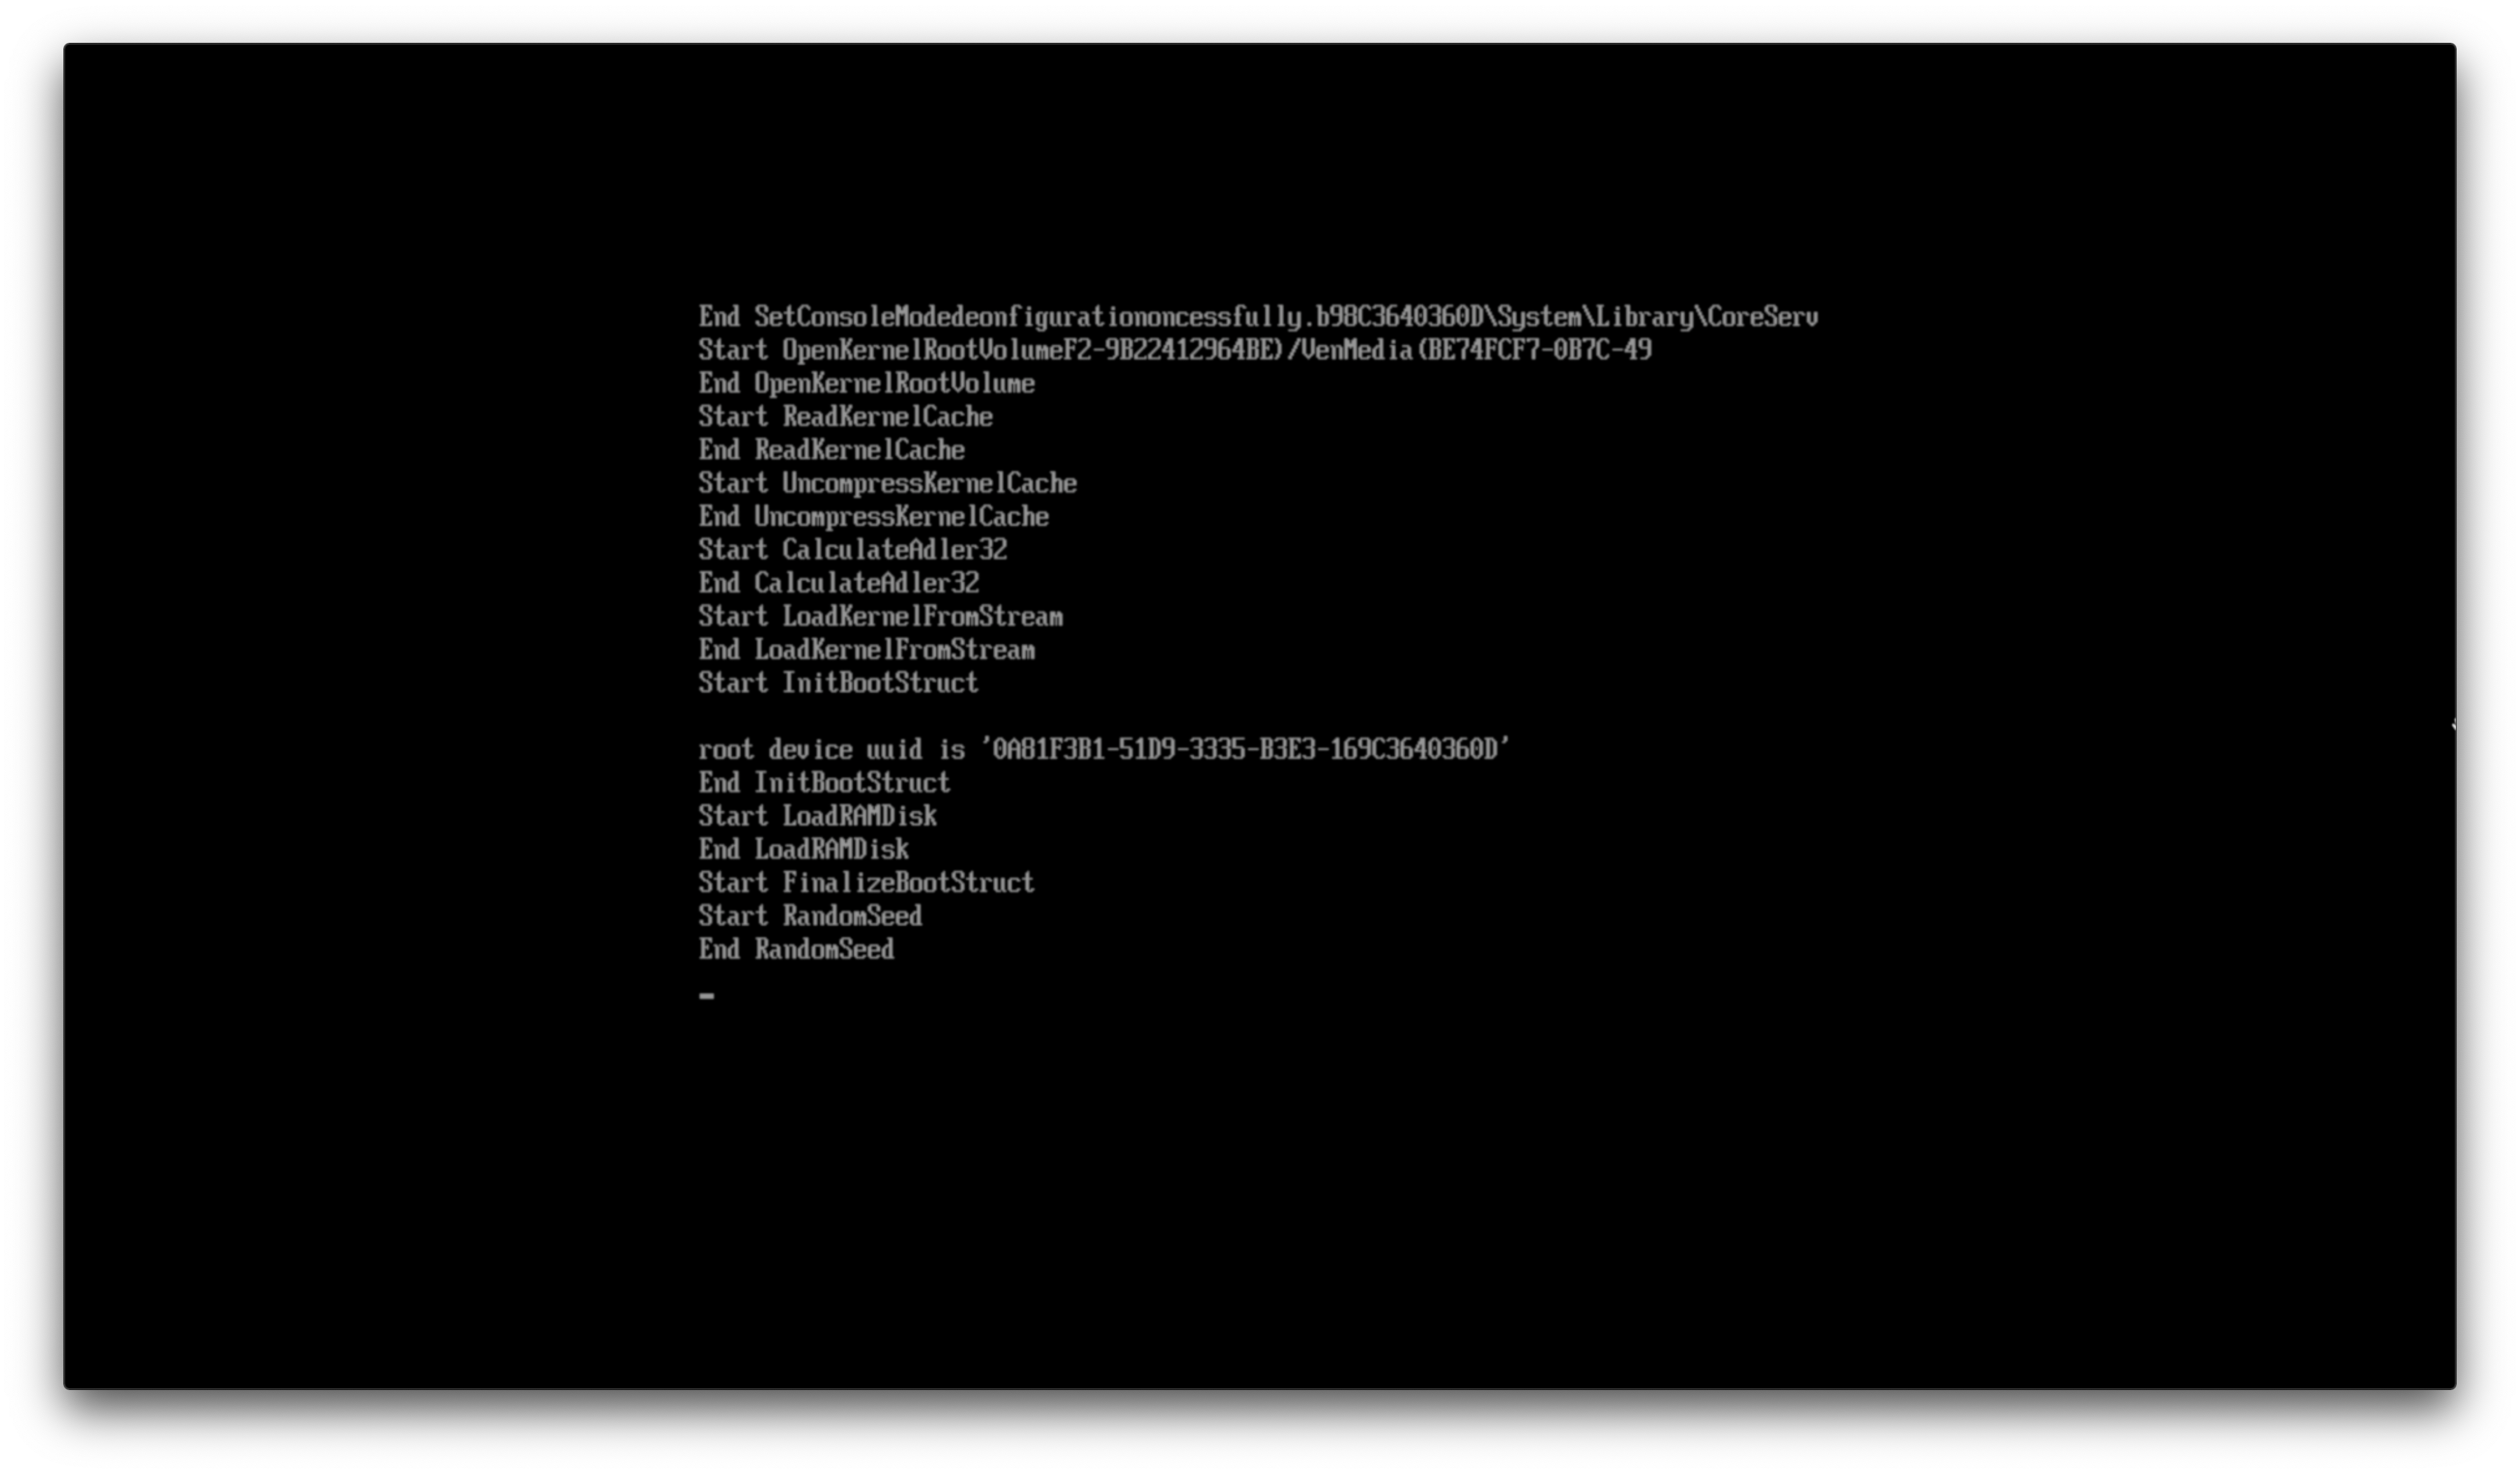 End SetConsoleModedeonfigurationoncessfully.b98C3640360D\System\Library\CoreServ
Start OpenKernelRootVolumeF2-9B22412964BE)/VenMedia(BE74FCF7-0B7C-49
End OpenKernelRootVolume
Start ReadKernelCache
End ReadKernelCache
Start UncompressKernelCache
End UncompressKernelCache
Start CalculateAdler32
End CalculateAdler32
Start LoadKernelFromStream
End LoadKernelFromStream
Start InitBootStruct
root device uuid is '0A81F3B1-51D9-3335-B3E3-169C3640360D'
End InitBootStruct
Start LoadRAMDisk
End LoadRAMDisk
Start FinalizeBootStruct
Start RandomSeed
End RandomSeed